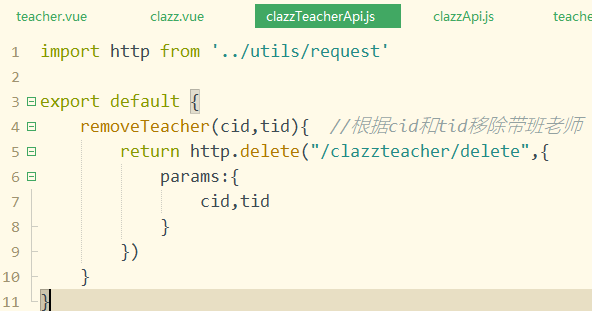 teacher.vue clazz.vue clazzTeacherApi.js clazzApi.js teache
1 import http from '../utils/request'
2
3 export default {
4 removeTeacher(cid,tid){ //根据cid和tid移除带班老师
5 return http.delete("/clazzteacher/delete",{
6 params:{
7 cid,tid
8 }
9 })
10 }
11 }